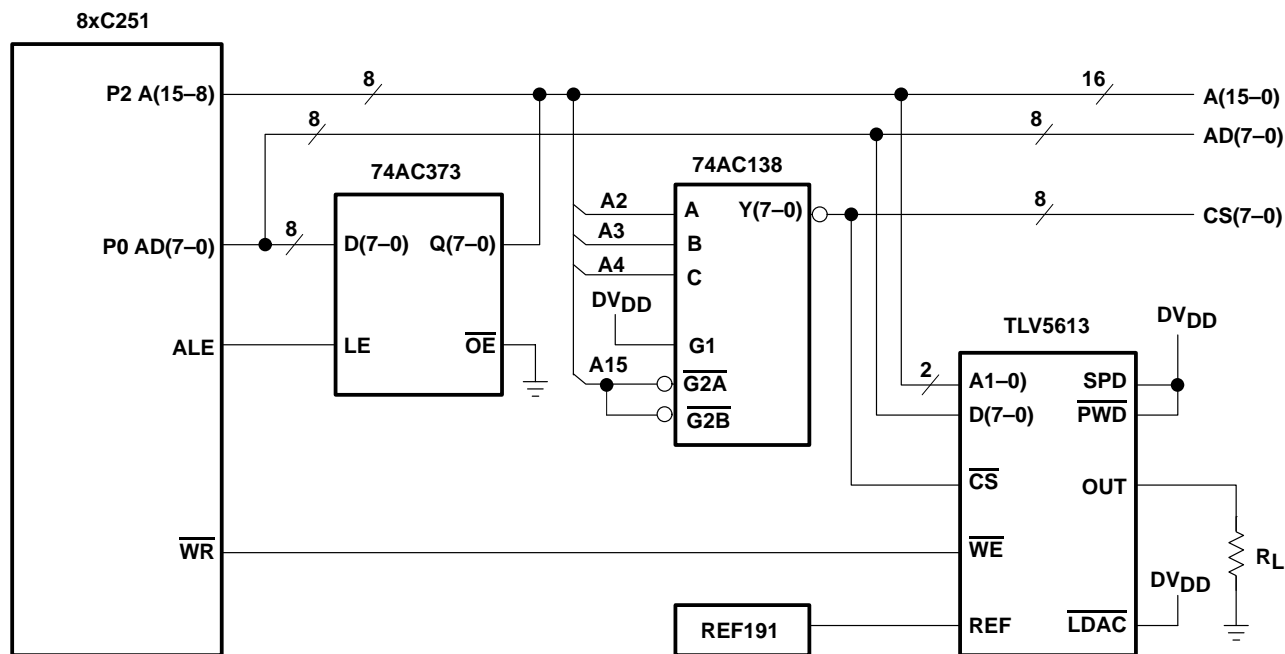 8xC251
P2 A(15–8)
8
16
A(15–0)
8
8
AD(7–0)
74AC373
74AC138
A2
A
Y(7–0)
8
CS(7–0)
P0 AD(7–0)
8
D(7–0)
Q(7–0)
A3
B
A4
C
DVDD
TLV5613
DVDD
ALE
LE
OE
G1
A15
G2A
2
A1–0)
SPD
G2B
D(7–0)
PWD
CS
OUT
WR
WE
RL
DVDD
REF191
REF
LDAC